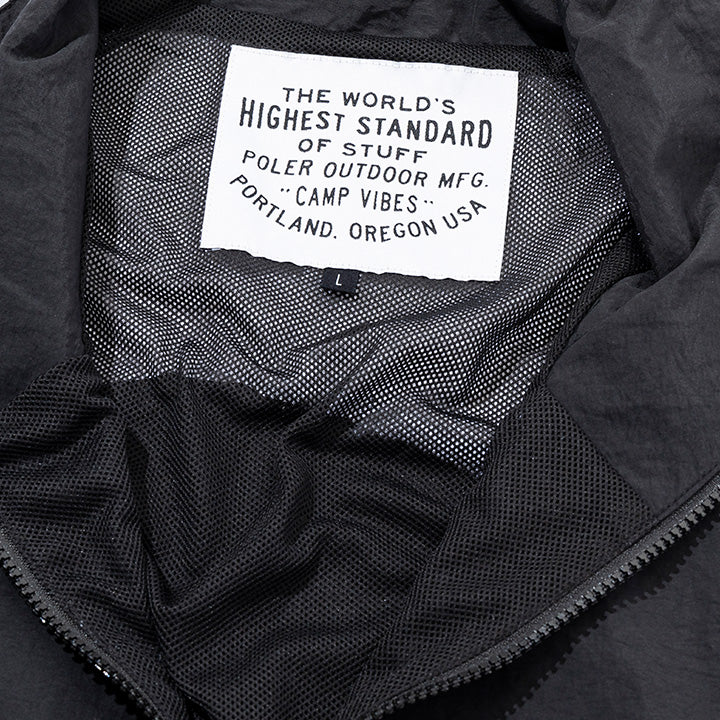 THE WORLD'S
HIGHEST STANDARD
OF STUFF
POLER OUTDOOR MFG.
"CAMP VIBES"
PORTLAND. OREGON USA
L